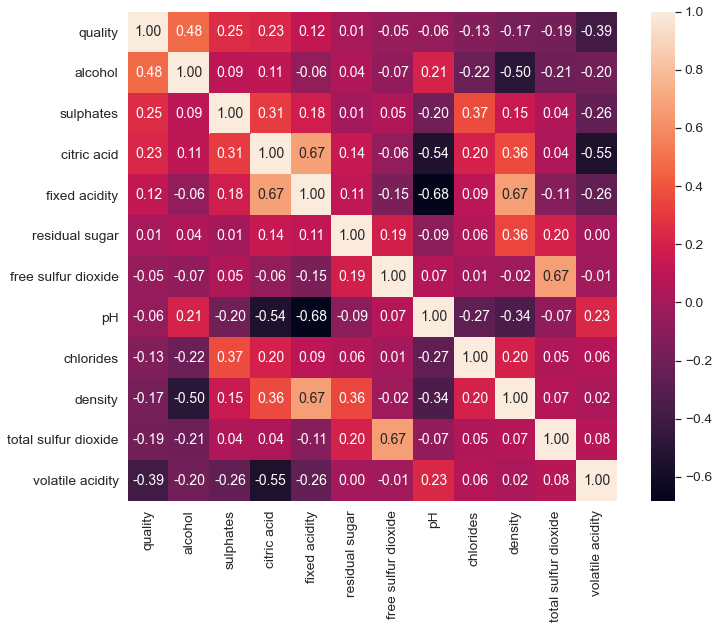 quality 1.00 0.48 0.25 0.23 0.12 0.01 -0.05 -0.06 -0.13 -0.17 -0.19 -0.39
alcohol 0.48 1.00 0.09 0.11 -0.06 0.04 -0.07 0.21 -0.22 -0.50 -0.21 -0.20
sulphates 0.25 0.09 1.00 0.31 0.18 0.01 0.05 -0.20 0.37 0.15 0.04 -0.26
citric acid 0.23 0.11 0.31 1.00 0.67 0.14 -0.06 -0.54 0.20 0.36 0.04 -0.55
fixed acidity 0.12 -0.06 0.18 0.67 1.00 0.11 -0.15 -0.68 0.09 0.67 -0.11 -0.26
residual sugar 0.01 0.04 0.01 0.14 0.11 1.00 0.19 -0.09 0.06 0.36 0.20 0.00
free sulfur dioxide -0.05 -0.07 0.05 -0.06 -0.15 0.19 1.00 0.07 0.01 -0.02 0.67 -0.01
pH -0.06 0.21 -0.20 -0.54 -0.68 -0.09 0.07 1.00 -0.27 -0.34 -0.07 0.23
chlorides -0.13 -0.22 0.37 0.20 0.09 0.06 0.01 -0.27 1.00 0.20 0.05 0.06
density -0.17 -0.50 0.15 0.36 0.67 0.36 -0.02 -0.34 0.20 1.00 0.07 0.02
total sulfur dioxide -0.19 -0.21 0.04 0.04 -0.11 0.20 0.67 -0.07 0.05 0.07 1.00 0.08
volatile acidity -0.39 -0.20 -0.26 -0.55 -0.26 0.00 -0.01 0.23 0.06 0.02 0.08 1.00
quality
alcohol
sulphates
citric acid
fixed acidity
residual sugar
free sulfur dioxide
pH
chlorides
density
total sulfur dioxide
volatile acidity
1.0
0.8
0.6
0.4
0.2
0.0
−0.2
−0.4
−0.6